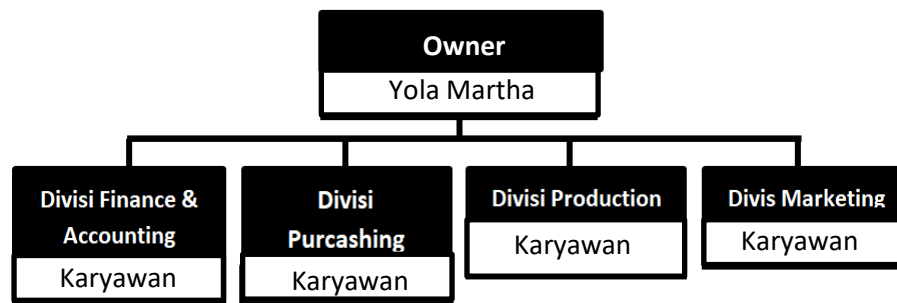 Owner
Yola Martha
Divisi Finance &
Accounting
Karyawan
Divisi
Purcashing
Karyawan
Divisi Production
Karyawan
Divis Marketing
Karyawan